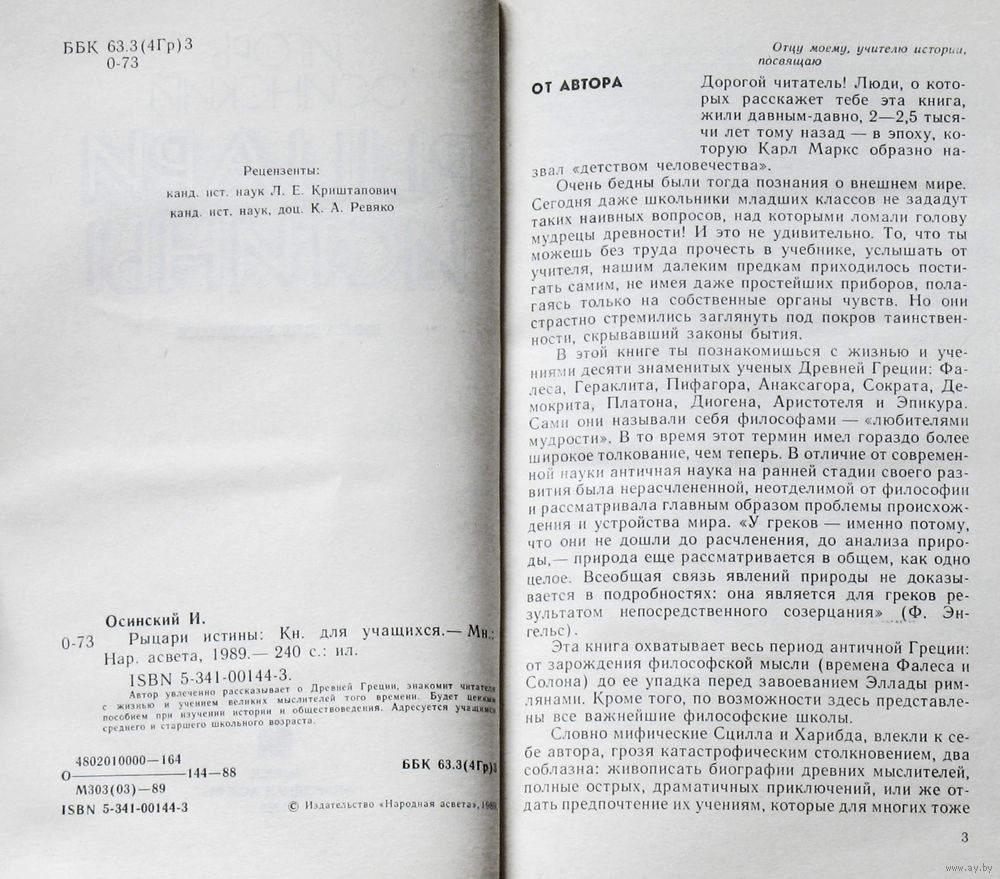 ББК 63.3(4Гр)3
О-73
Рецензенты:
канд. ист. наук Л. Е. Криштапович
канд. ист. наук, доц. К. А. Ревяко
Осинский И.
О-73
Рыцари истины: Кн. для учащихся.— Мн.:
Нар. асвета, 1989.— 240 с.: ил.
ISBN 5-341-00144-3.
Автор увлеченно рассказывает о Древней Греции, знакомит читателя
с жизнью и учением великих мыслителей того времени. Будет ценным
пособием при изучении истории и обществоведения. Адресуется учащимся
среднего и старшего школьного возраста.
4802010000—164
О 144—88
М303(03)—89
ББК 63.3(4Гр)3
ISBN 5-341-00144-3
© Издательство «Народная асвета», 1989.
Отцу моему, учителю истории,
посвящаю
ОТ АВТОРА
Дорогой читатель! Люди, о кото-
рых расскажет тебе эта книга,
жили давным-давно, 2—2,5 тыся-
чи лет тому назад — в эпоху, ко-
торую Карл Маркс образно на-
звал «детством человечества».
Очень бедны были тогда познания о внешнем мире.
Сегодня даже школьники младших классов не зададут
таких наивных вопросов, над которыми ломали голову
мудрецы древности! И это не удивительно. То, что ты
можешь без труда прочесть в учебнике, услышать от
учителя, нашим далеким предкам приходилось пости-
гать самим, не имея даже простейших приборов, пола-
гаясь только на собственные органы чувств. Но они
страстно стремились заглянуть под покров таинствен-
ности, скрывавший законы бытия.
В этой книге ты познакомишься с жизнью и уче-
ниями десяти знаменитых ученых Древней Греции: Фа-
леса, Гераклита, Пифагора, Анаксагора, Сократа, Де-
мокрита, Платона, Диогена, Аристотеля и Эпикура.
Сами они называли себя философами — «любителями
мудрости». В то время этот термин имел гораздо более
широкое толкование, чем теперь. В отличие от современ-
ной науки античная наука на ранней стадии своего раз-
вития была нерасчлененной, неотделимой от философии
и рассматривала главным образом проблемы происхож-
дения и устройства мира. «У греков — именно потому,
что они не дошли до расчленения, до анализа приро-
ды,— природа еще рассматривается в общем, как одно
целое. Всеобщая связь явлений природы не доказы-
вается в подробностях: она является для греков ре-
зультатом непосредственного созерцания» (Ф. Эн-
гельс).
Эта книга охватывает весь период античной Греции:
от зарождения философской мысли (времена Фалеса и
Солона) до ее упадка перед завоеванием Эллады рим-
лянами. Кроме того, по возможности здесь представле-
ны все важнейшие философские школы.
Словно мифические Сцилла и Харибда, влекли к се-
бе автора, грозя катастрофическим столкновением, два
соблазна: живописать биографии древних мыслителей,
полные острых, драматичных приключений, или же от-
дать предпочтение их учениям, которые для многих тоже
3
www.ay.by